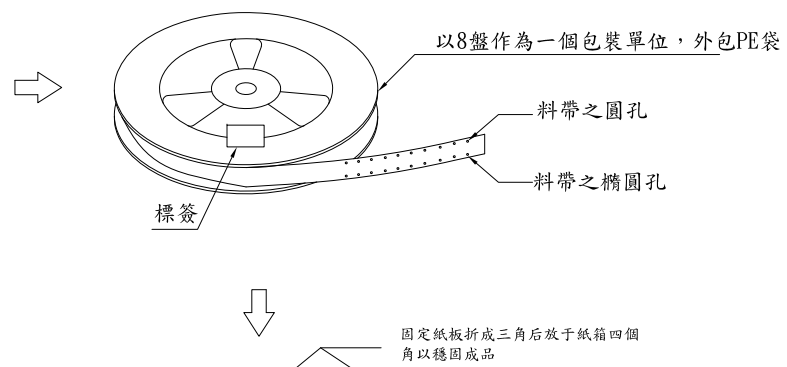 以8盤作為一個包裝單位，外包PE袋
料帶之圓孔
料帶之橢圓孔
標簽
固定紙板折成三角后放于紙箱四個
角以穩固成品